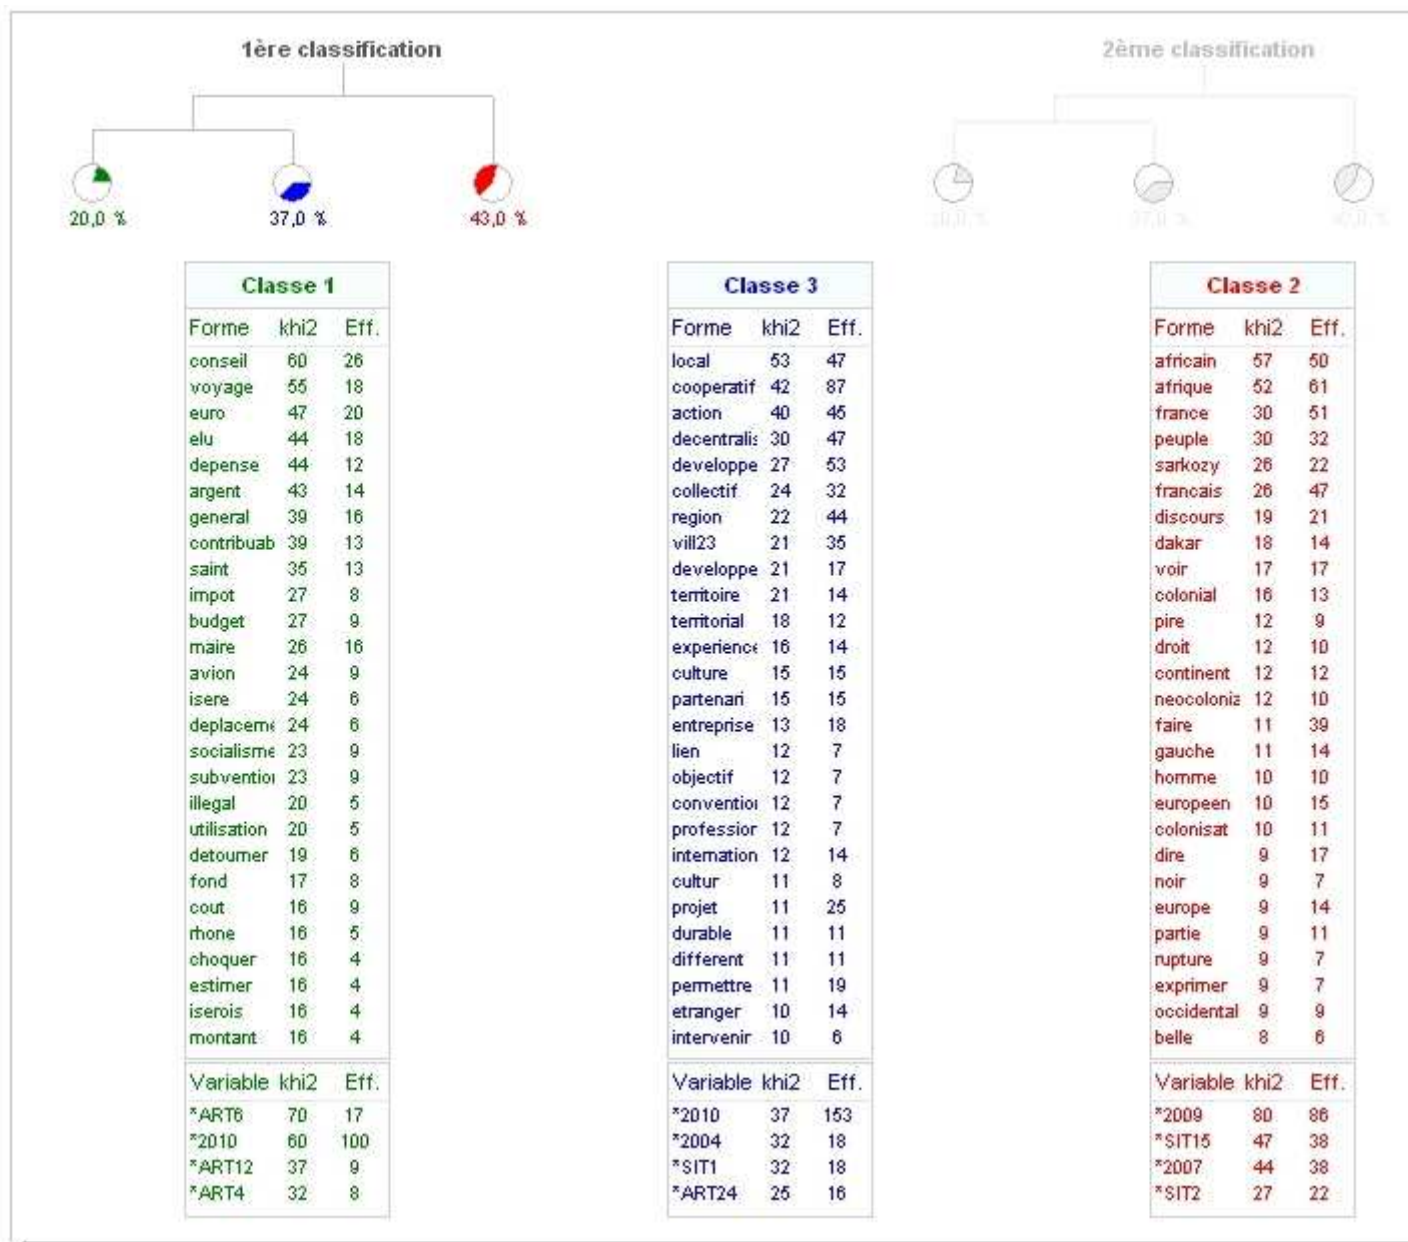 1ère classification
2ème classification
20,0 %
37,0 %
43,0 %
Classe 1
Forme khi2 Eff.
conseil 60 26
voyage 55 18
euro 47 20
elu 44 18
depense 44 12
argent 43 14
general 39 16
contribuab 39 13
saint 35 13
impot 27 8
budget 27 9
maire 26 16
avion 24 9
isere 24 6
deplaceme 24 6
socialisme 23 9
subventior 23 9
illegal 20 5
utilisation 20 5
detourner 19 6
fond 17 8
cout 16 9
rhone 16 5
choquer 16 4
estimer 16 4
iserois 16 4
montant 16 4
Variable khi2 Eff.
*ART6 70 17
*2010 60 100
*ART12 37 9
*ART4 32 8
Classe 3
Forme khi2 Eff.
local 53 47
cooperatif 42 87
action 40 45
decentralis 30 47
developpe 27 53
collectif 24 32
region 22 44
vill23 21 35
developpe 21 17
territoire 21 14
territorial 18 12
experience 16 14
culture 15 15
partenari 15 15
entreprise 13 18
lien 12 7
objectif 12 7
conventior 12 7
professior 12 7
internation 12 14
cultur 11 8
projet 11 25
durable 11 11
different 11 11
permettre 11 19
etranger 10 14
intervenir 10 6
Variable khi2 Eff.
*2010 37 153
*2004 32 18
*SIT1 32 18
*ART24 25 16
Classe 2
Forme khi2 Eff.
africain 57 50
afrique 52 61
france 30 51
peuple 30 32
sarkozy 26 22
francais 26 47
discours 19 21
dakar 18 14
voir 17 17
colonial 16 13
pire 12 9
droit 12 10
continent 12 12
neocolonia 12 10
faire 11 39
gauche 11 14
homme 10 10
europeen 10 15
colonisat 10 11
dire 9 17
noir 9 7
europe 9 14
partie 9 11
rupture 9 7
exprimer 9 7
occidental 9 9
belle 8 6
Variable khi2 Eff.
*2009 80 86
*SIT15 47 38
*2007 44 38
*SIT2 27 22